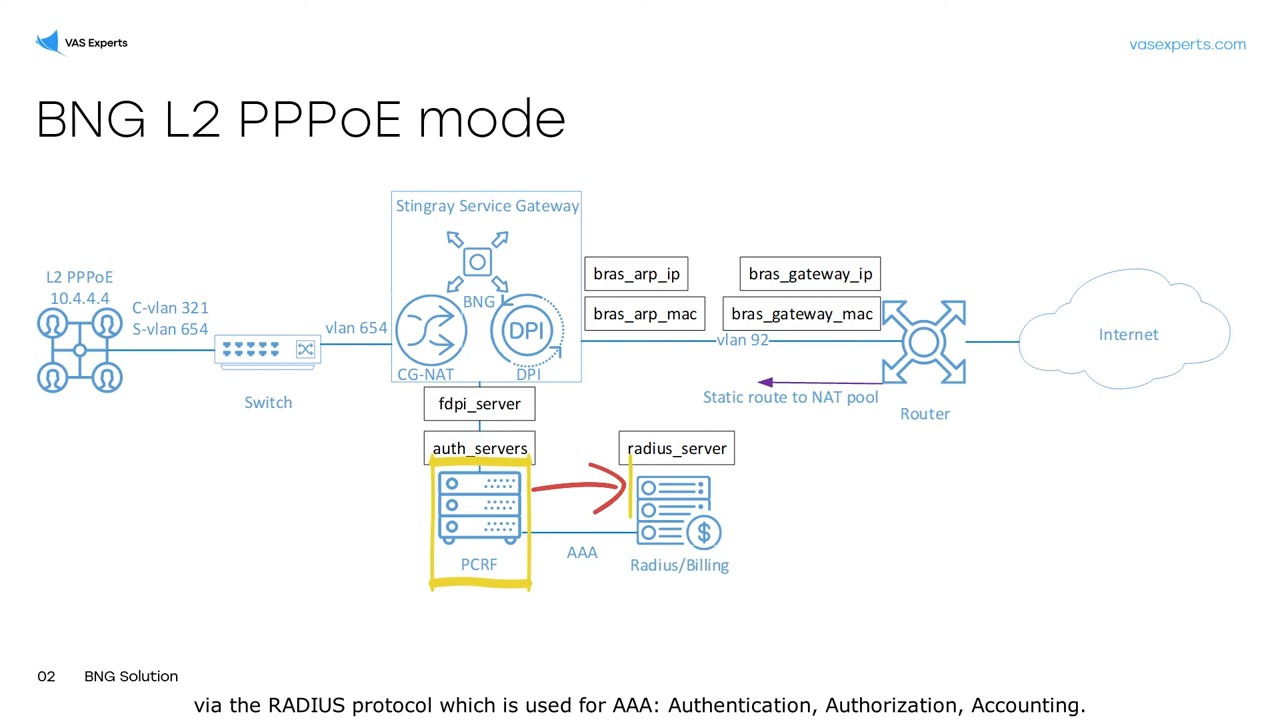 VAS Experts
vasexperts.com
BNG L2 PPPoE mode
Stingray Service Gateway
L2 PPPoE
10.4.4.4
C-vlan 321
S-vlan 654
vlan 654
Switch
BNG
DPI
CG-NAT
DPI
bras_arp_ip
bras_gateway_ip
bras_arp_mac
bras_gateway_mac
vlan 92
Internet
Static route to NAT pool
Router
fdpi_server
auth_servers
radius_server
$
AAA
PCRF
Radius/Billing
02 BNG Solution
via the RADIUS protocol which is used for AAA: Authentication, Authorization, Accounting.